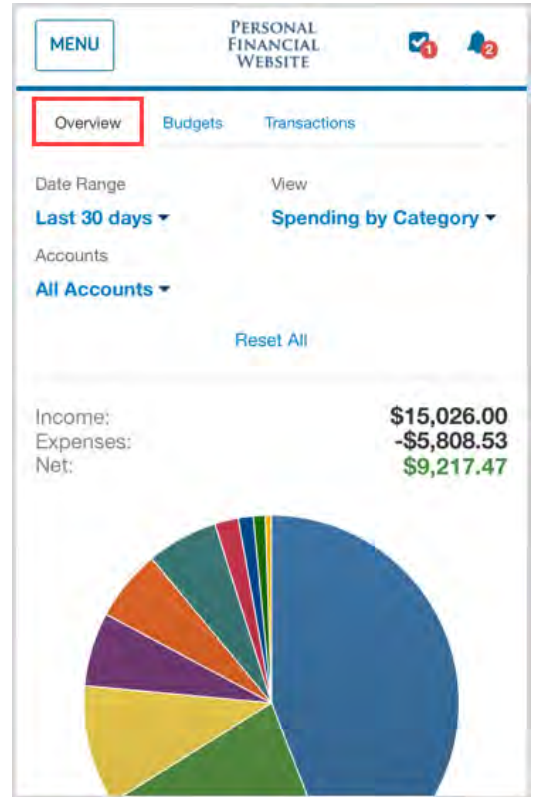 MENU
PERSONAL
FINANCIAL
WEBSITE
1
2
Overview Budgets Transactions
Date Range View
Last 30 days Spending by Category
Accounts
All Accounts
Reset All
Income: $15,026.00
Expenses: -$5,808.53
Net: $9,217.47